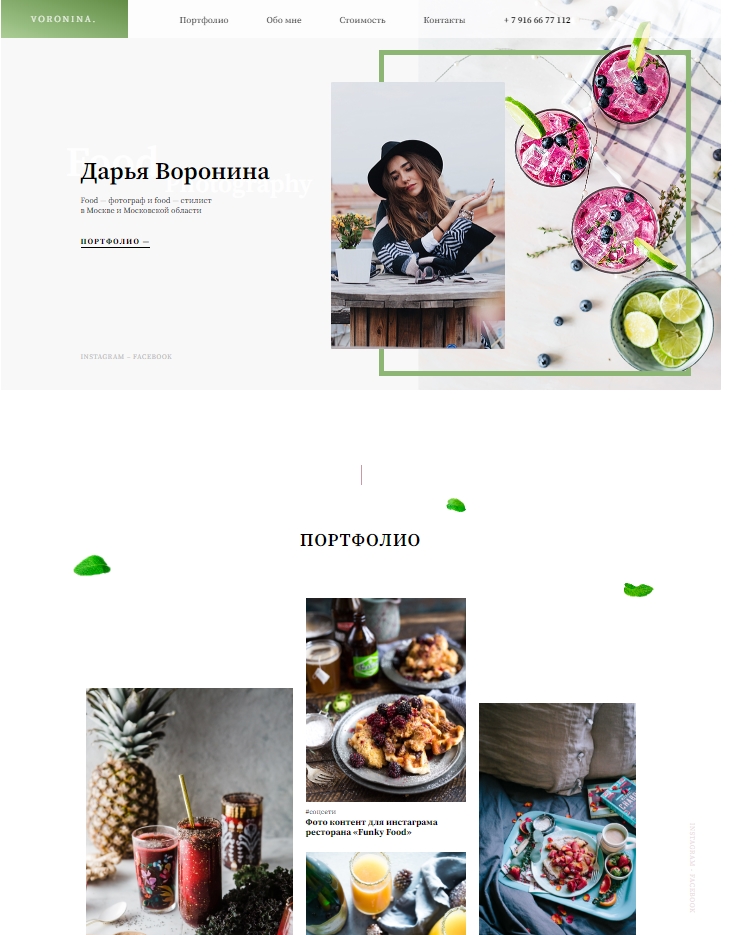 VORONINA.
Портфолио
Обо мне
Стоимость
Контакты
+ 7 916 66 77 112
Food
Photography
Дарья Воронина
Food — фотограф и food — стилист
в Москве и Московской области
ПОРТФОЛИО —
INSTAGRAM – FACEBOOK
ПОРТФОЛИО
#соцсети
Фото контент для инстаграма
ресторана «Funky Food»
INSTAGRAM – FACEBOOK